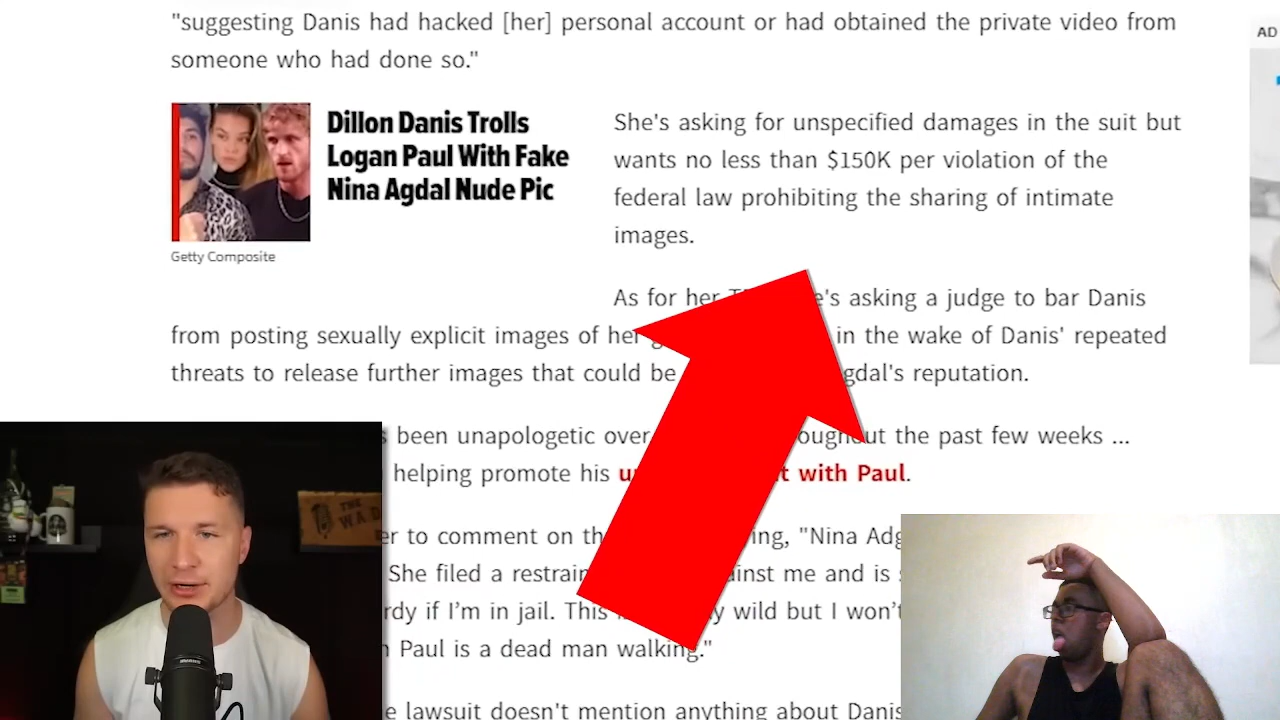 "suggesting Danis had hacked [her] personal account or had obtained the private video from
someone who had done so."
AD
Dillon Danis Trolls
Logan Paul With Fake
Nina Agdal Nude Pic
Getty Composite
She's asking for unspecified damages in the suit but
wants no less than $150K per violation of the
federal law prohibiting the sharing of intimate
images.
As for her 's asking a judge to bar Danis
from posting sexually explicit images of her in the wake of Danis' repeated
threats to release further images that could be gdal's reputation.
been unapologetic over the past few weeks ...
helping promote his with Paul.
er to comment on ing, "Nina
She filed a me and is
rdy if I'm in jail. This wild but I won't
Paul is a dead man walking."
e lawsuit doesn't mention anything about Danis
THE
WAD